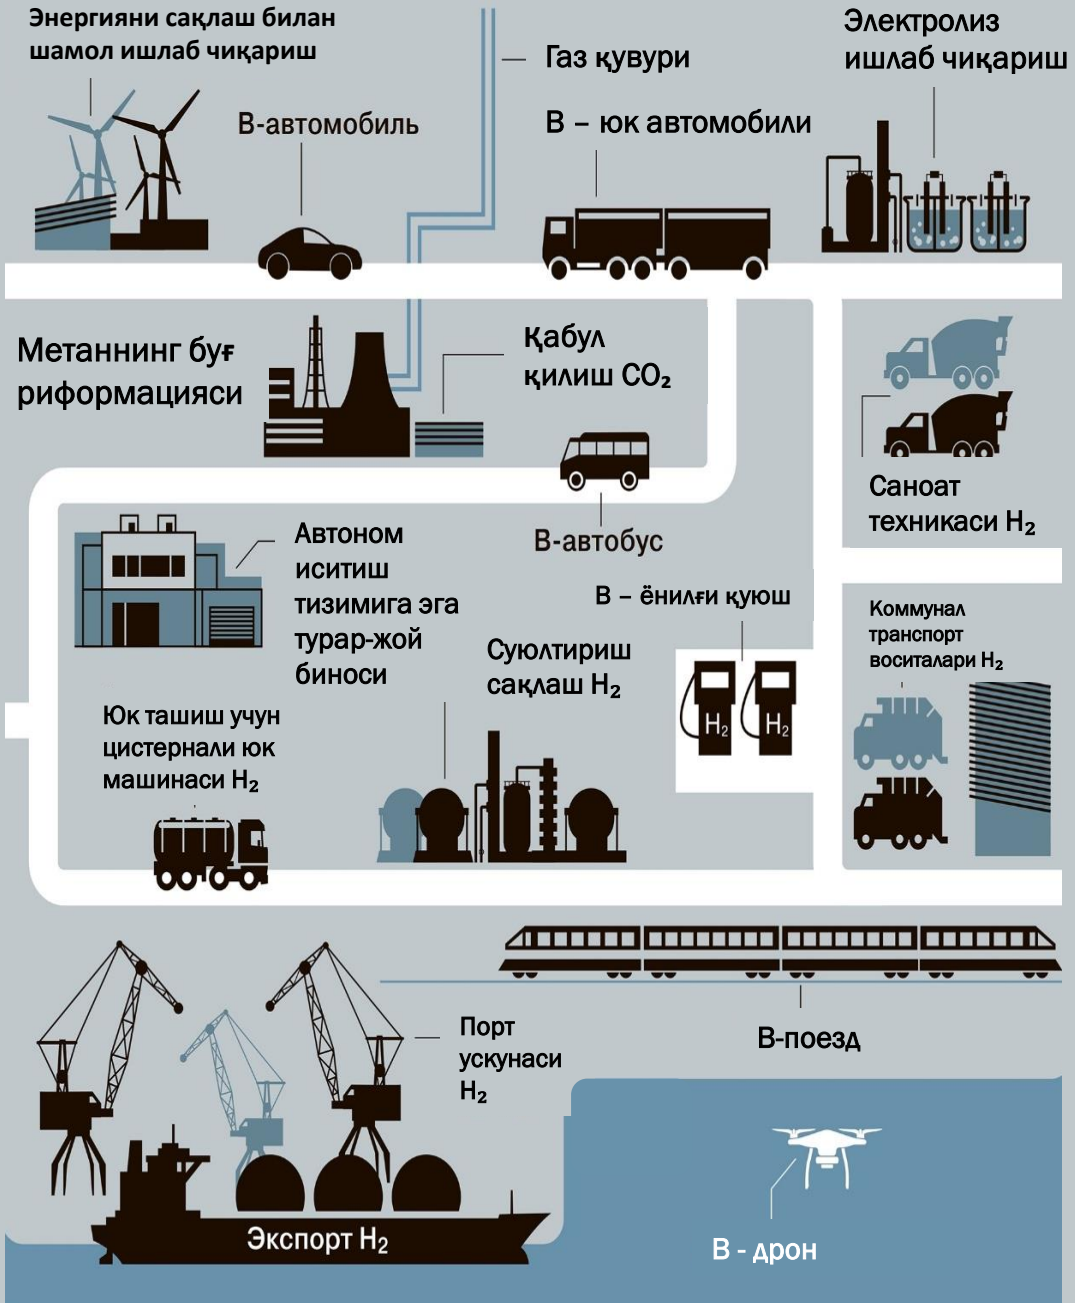 Энергияни сақлаш билан
шамол ишлаб чиқариш
В-автомобиль
Газ қувури
В – юк автомобили
Электролиз
ишлаб чиқариш
Метаннинг буғ
риформацияси
Қабул
қилиш CO₂
В-автобус
Саноат
техникаси H₂
Автоном
иситиш
тизимига эга
турар-жой
биноси
В – ёнилғи қуюш
Суюлтириш
сақлаш H₂
H₂
H₂
Коммунал
транспорт
воситалари H₂
Юк ташиш учун
цистернали юк
машинаси H₂
Порт
ускунаси
H₂
В-поезд
Экспорт H₂
В - дрон